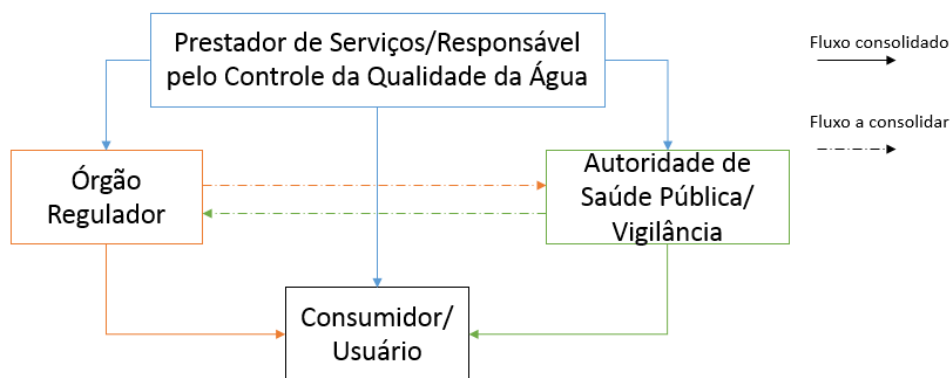 Prestador de Serviços/Responsável
pelo Controle da Qualidade da Água
Fluxo consolidado
Fluxo a consolidar
Órgão
Regulador
Autoridade de
Saúde Pública/
Vigilância
Consumidor/
Usuário